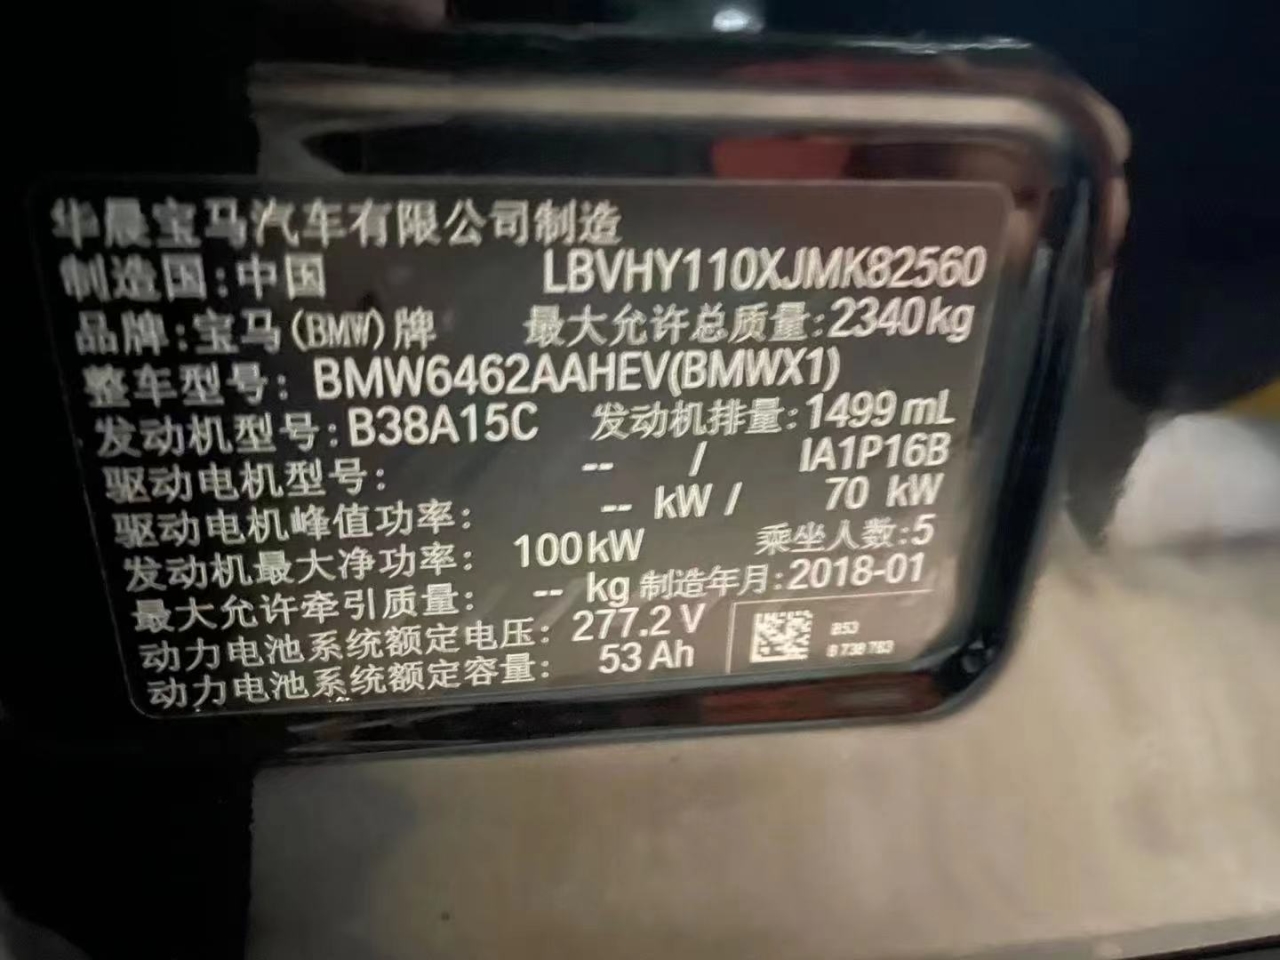 华晨宝马汽车有限公司制造
制造国:中国 LBVHY110XJMK82560
品牌:宝马(BMW)牌 最大允许总质量:2340kg
整车型号: BMW6462AAHEV(BMWX1)
发动机型号:B38A15C 发动机排量:1499mL
驱动电机型号: -- / IA1P16B
驱动电机峰值功率: -- kW / 70 kW
发动机最大净功率: 100kW 乘坐人数:5
最大允许牵引质量: -- kg 制造年月:2018-01
动力电池系统额定电压: 277.2V
动力电池系统额定容量: 53Ah
B53
8 738 783